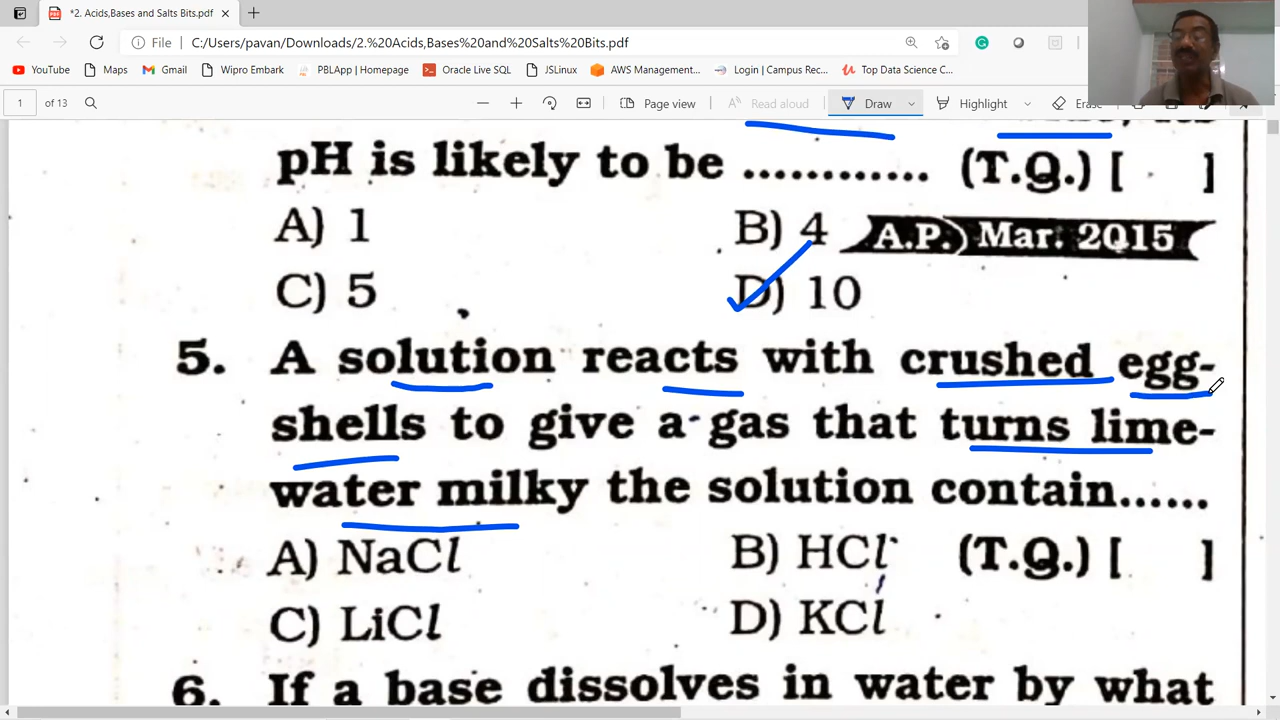 *2. Acids,Bases and Salts Bits.pdf
File C:/Users/pavan/Downloads/2.%20Acids,Bases%20and%20Salts%20Bits.pdf
YouTube Maps Gmail Wipro Embark PBLApp | Homepage Oracle Live SQL JSLinux AWS Management... Login | Campus Rec... Top Data Science C...
1 of 13 Page view Read aloud Draw Highlight Erase
pH is likely to be ............ (T.Q.) [ ]
A) 1 B) 4 A.P. Mar. 2015
C) 5 D) 10
5. A solution reacts with crushed egg-
shells to give a gas that turns lime-
water milky the solution contain......
A) NaCl B) HCl (T.Q.) [ ]
C) LiCl D) KCl
6. If a base dissolves in water by what